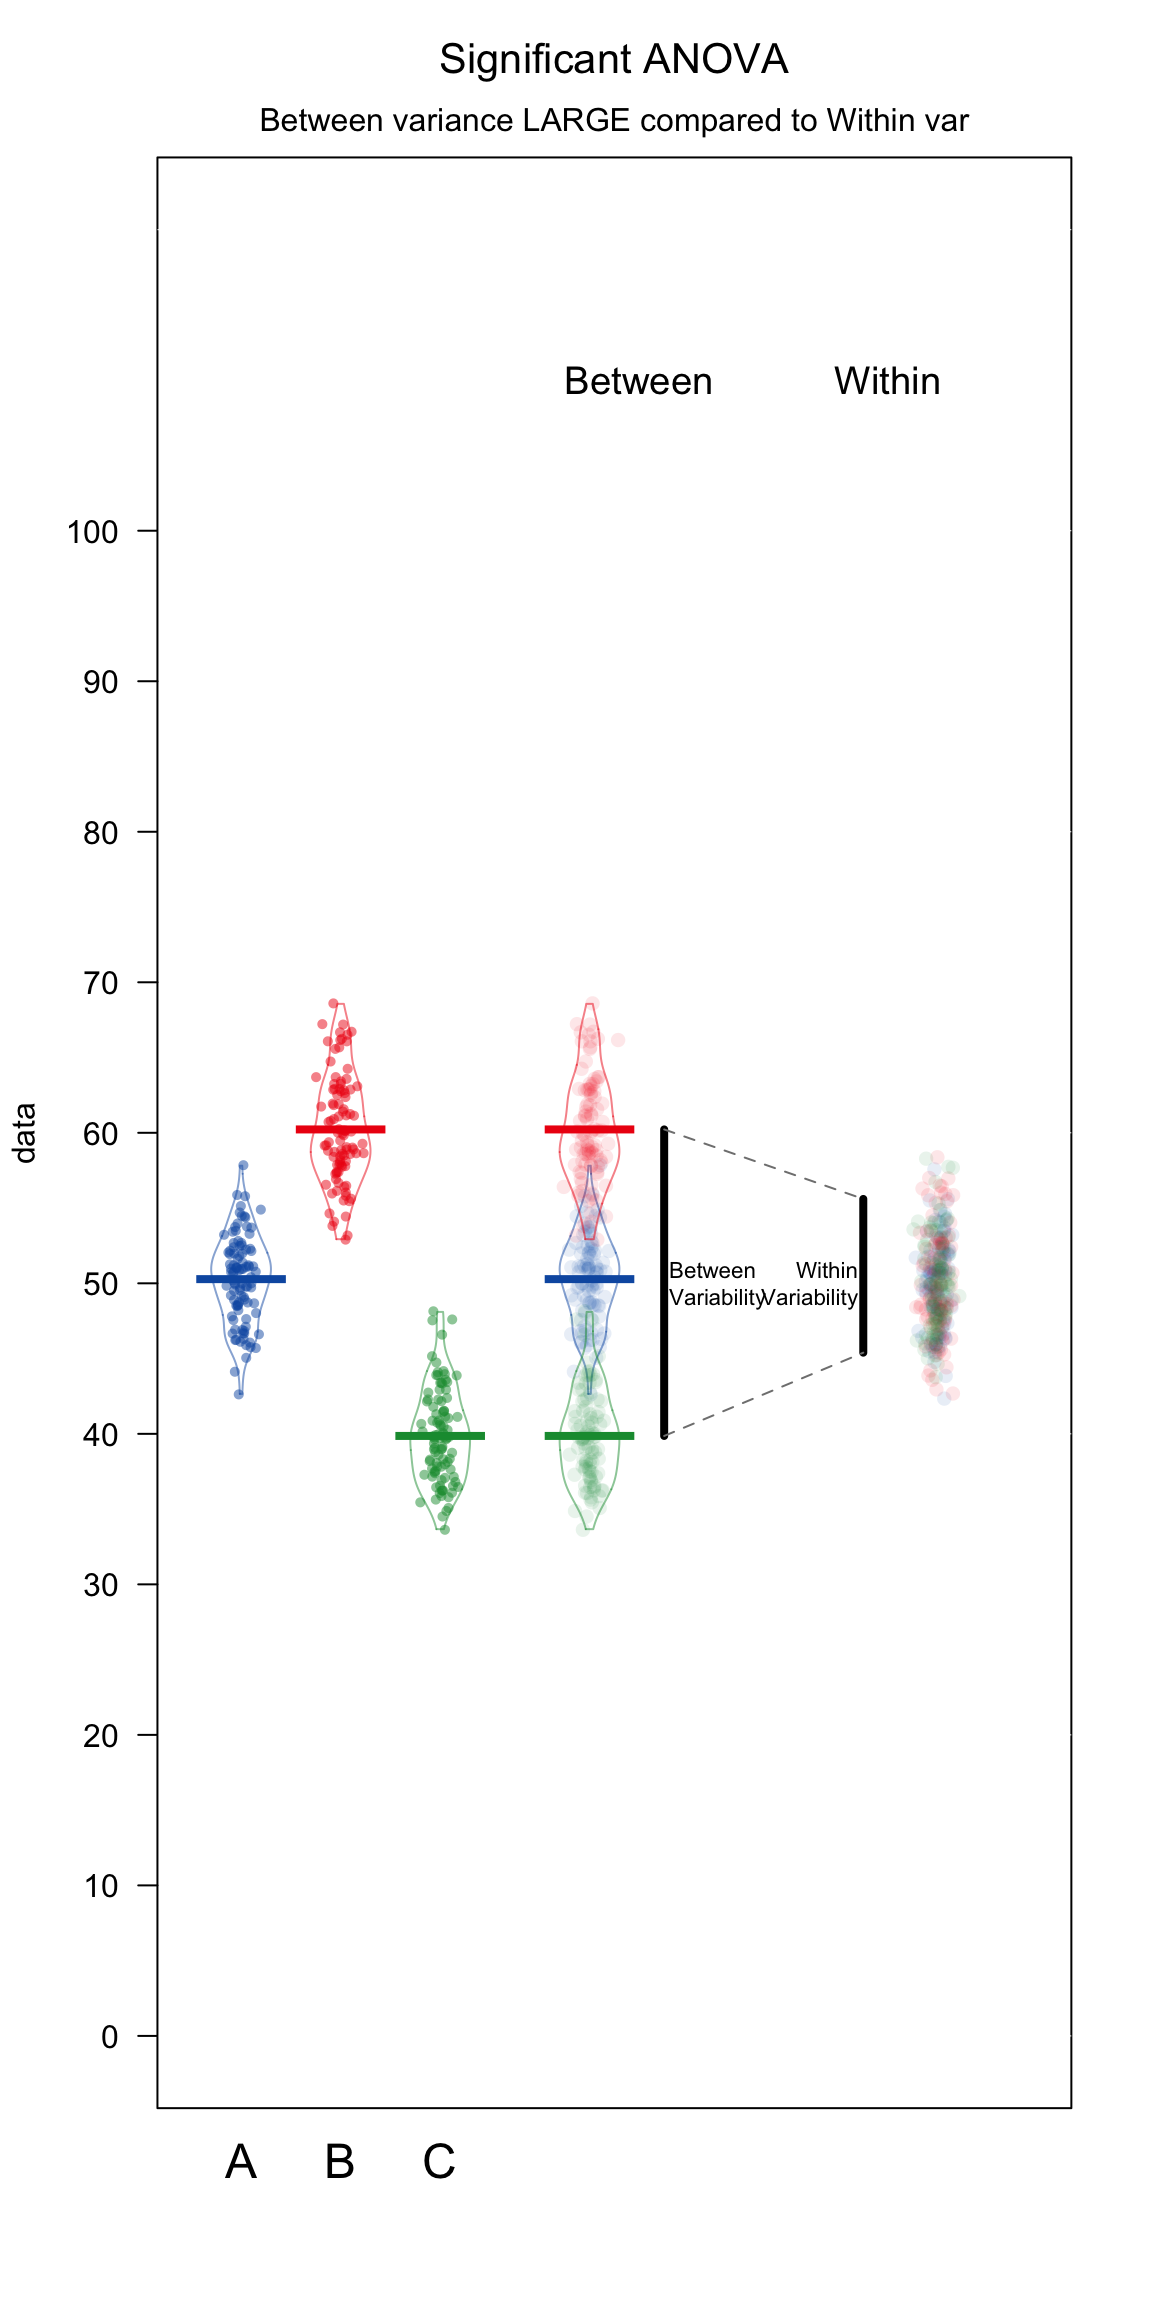 Significant ANOVA
Between variance LARGE compared to Within var
Between Within
100
90
80
70
60
50
40
30
20
10
0
data
Between
Variability
Within
Variability
A B C